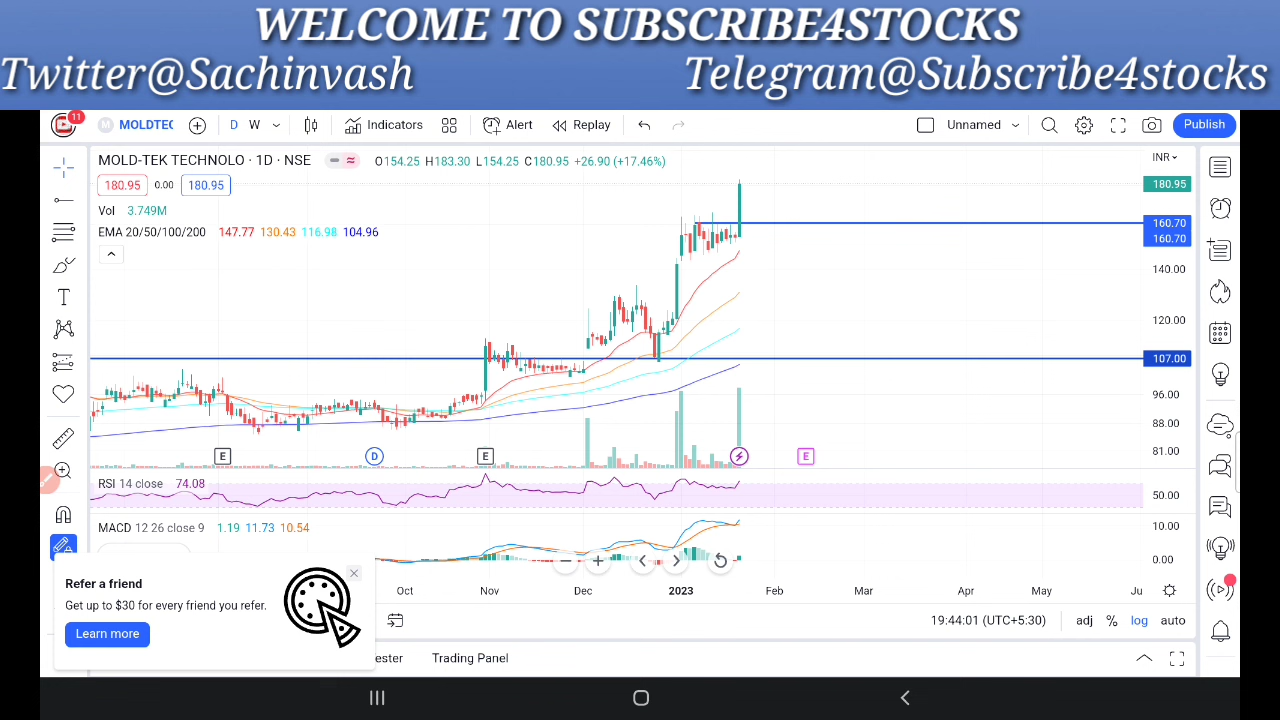 WELCOME TO SUBSCRIBE4STOCKS
Twitter@Sachinvash Telegram@Subscribe4stocks
11 M MOLDTEC D W Indicators Alert Replay Unnamed Publish
MOLD-TEK TECHNOLO · 1D · NSE O154.25 H183.30 L154.25 C180.95 +26.90 (+17.46%) INR
180.95 0.00 180.95 180.95
Vol 3.749M
EMA 20/50/100/200 147.77 130.43 116.98 104.96
160.70
160.70
140.00
120.00
107.00
96.00
88.00
81.00
E D E E
RSI 14 close 74.08
50.00
MACD 12 26 close 9 1.19 11.73 10.54
10.00
0.00
Oct Nov Dec 2023 Feb Mar Apr May Ju
Refer a friend
Get up to $30 for every friend you refer.
Learn more
19:44:01 (UTC+5:30) adj % log auto
ester Trading Panel